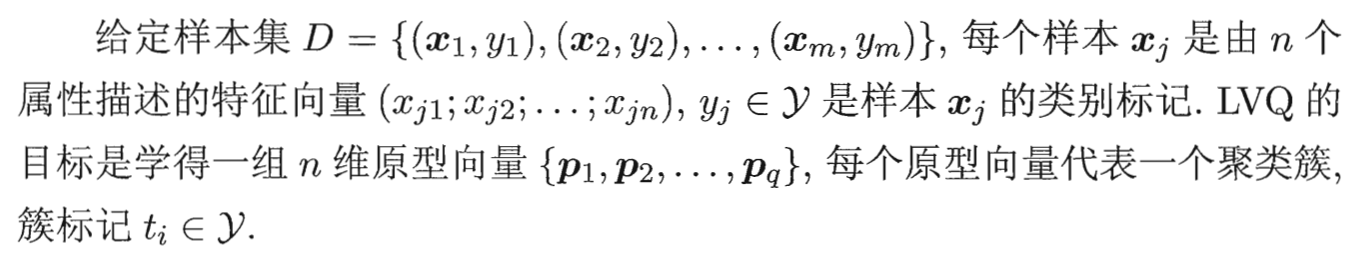 给定样本集 D = {(x₁, y₁), (x₂, y₂), ..., (xₘ, yₘ)}, 每个样本 xⱼ 是由 n 个
属性描述的特征向量 (xⱼ₁; xⱼ₂; ...; xⱼₙ), yⱼ ∈ 𝒴 是样本 xⱼ 的类别标记. LVQ 的
目标是学得一组 n 维原型向量 {p₁, p₂, ..., p_q}, 每个原型向量代表一个聚类簇,
簇标记 tᵢ ∈ 𝒴.